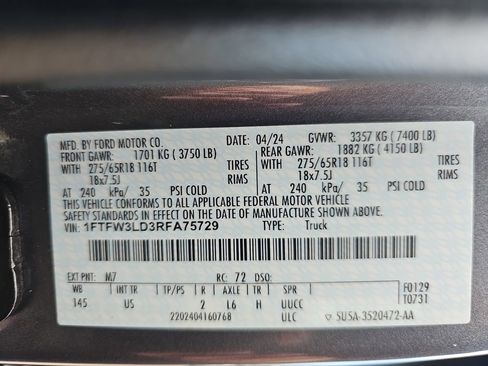 MFD. BY FORD MOTOR CO. DATE: 04/24 GVWR: 3357 KG (7400 LB)
FRONT GAWR: 1701 KG (3750 LB) REAR GAWR: 1882 KG (4150 LB)
WITH WITH
275/65R18 116T TIRES 275/65R18 116T TIRES
18x7.5J RIMS 18x7.5J RIMS
AT 240 kPa/ 35 PSI COLD AT 240 kPa/ 35 PSI COLD
THIS VEHICLE CONFORMS TO ALL APPLICABLE FEDERAL MOTOR VEHICLE
SAFETY STANDARDS IN EFFECT ON THE DATE OF MANUFACTURE SHOWN ABOVE.
VIN: 1FTFW3LD3RFA75729 TYPE: Truck
EXT PNT: M7 RC: 72 DSO:
WB INT TR TP/PS R AXLE TR SPR F0129
145 US 2 L6 H UUCC T0731
2202404160768 ULC 5U5A-3520472-AA